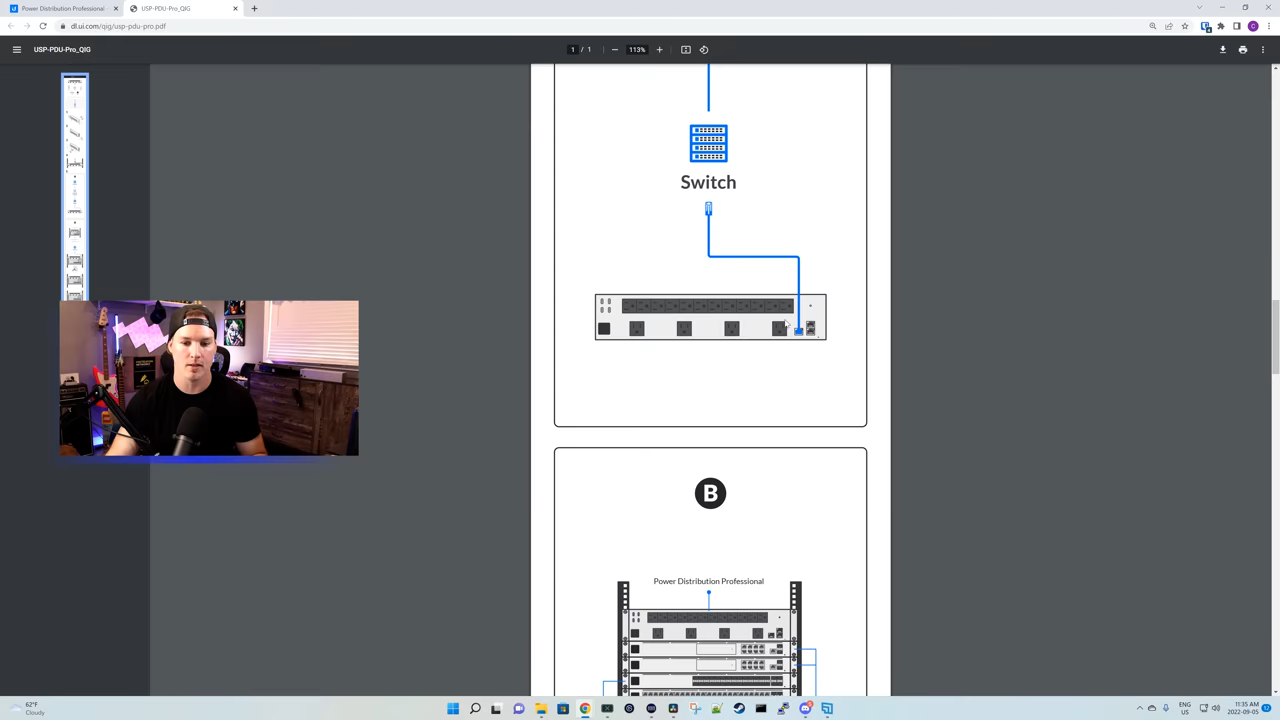 Power Distribution Professional
USP-PDU-Pro_QIG
dl.ui.com/qig/usp-pdu-pro.pdf
USP-PDU-Pro_QIG
1 / 1
113%
Switch
B
Power Distribution Professional
62°F
Cloudy
ENG
US
11:35 AM
2022-09-05